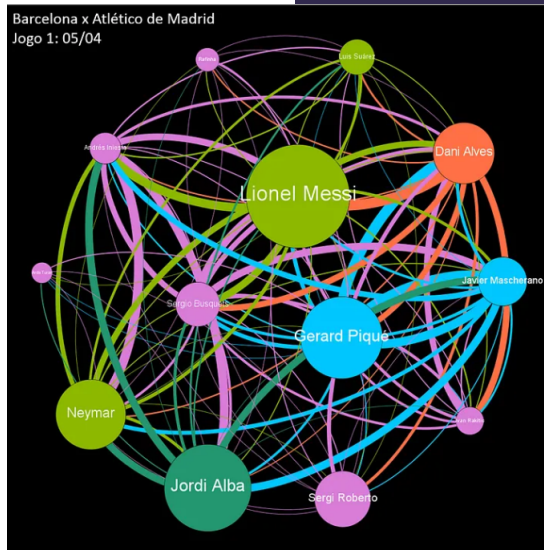 Barcelona x Atlético de Madrid
Jogo 1: 05/04
Rafinha
Luis Suárez
Andrés Iniesta
Dani Alves
Lionel Messi
Javier Mascherano
Sergio Busquets
Gerard Piqué
Neymar
Jordi Alba
Sergi Roberto